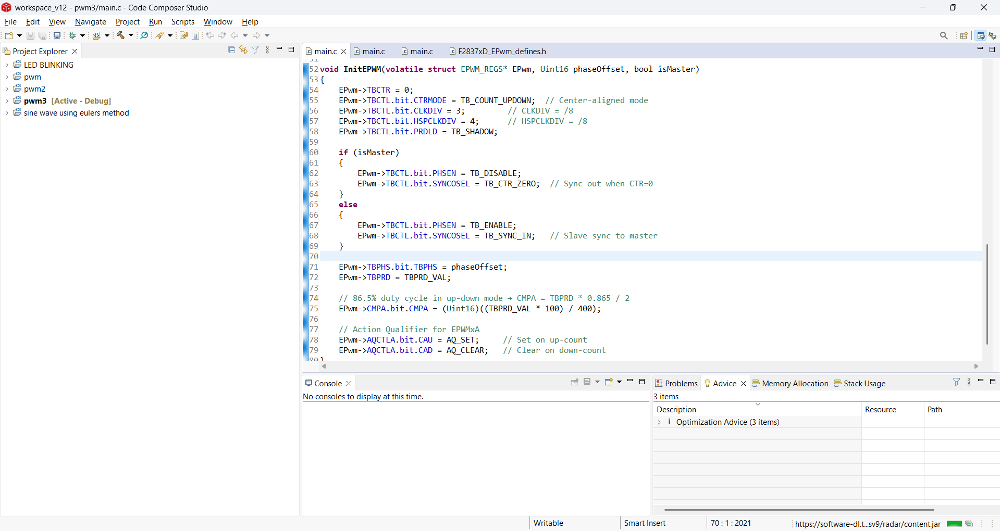 workspace_v12 - pwm3/main.c - Code Composer Studio
File Edit View Navigate Project Run Scripts Window Help
Project Explorer
LED BLINKING
pwm
pwm2
pwm3 [Active - Debug]
sine wave using eulers method
main.c main.c main.c F2837xD_EPwm_defines.h
51
52 void InitEPWM(volatile struct EPWM_REGS* EPwm, Uint16 phaseOffset, bool isMaster)
53 {
54 EPwm->TBCTR = 0;
55 EPwm->TBCTL.bit.CTRMODE = TB_COUNT_UPDOWN; // Center-aligned mode
56 EPwm->TBCTL.bit.CLKDIV = 3; // CLKDIV = /8
57 EPwm->TBCTL.bit.HSPCLKDIV = 4; // HSPCLKDIV = /8
58 EPwm->TBCTL.bit.PRDLD = TB_SHADOW;
59
60 if (isMaster)
61 {
62 EPwm->TBCTL.bit.PHSEN = TB_DISABLE;
63 EPwm->TBCTL.bit.SYNCOSEL = TB_CTR_ZERO; // Sync out when CTR=0
64 }
65 else
66 {
67 EPwm->TBCTL.bit.PHSEN = TB_ENABLE;
68 EPwm->TBCTL.bit.SYNCOSEL = TB_SYNC_IN; // Slave sync to master
69 }
70
71 EPwm->TBPHS.bit.TBPHS = phaseOffset;
72 EPwm->TBPRD = TBPRD_VAL;
73
74 // 86.5% duty cycle in up-down mode → CMPA = TBPRD * 0.865 / 2
75 EPwm->CMPA.bit.CMPA = (Uint16)((TBPRD_VAL * 100) / 400);
76
77 // Action Qualifier for EPWMxA
78 EPwm->AQCTLA.bit.CAU = AQ_SET; // Set on up-count
79 EPwm->AQCTLA.bit.CAD = AQ_CLEAR; // Clear on down-count
80 }
Console
No consoles to display at this time.
Problems Advice Memory Allocation Stack Usage
3 items
Description Resource Path
Optimization Advice (3 items)
Writable Smart Insert 70 : 1 : 2021 https://software-dl.t...sv9/radar/content.jar